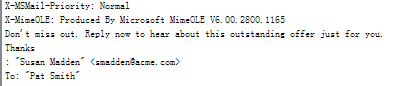 X-MSMail-Priority: Normal
X-MimeOLE: Produced By Microsoft MimeOLE V6.00.2800.1165
Don't miss out. Reply now to hear about this outstanding offer just for you.
Thanks
: "Susan Madden" <smadden@acme.com>
To: "Pat Smith"